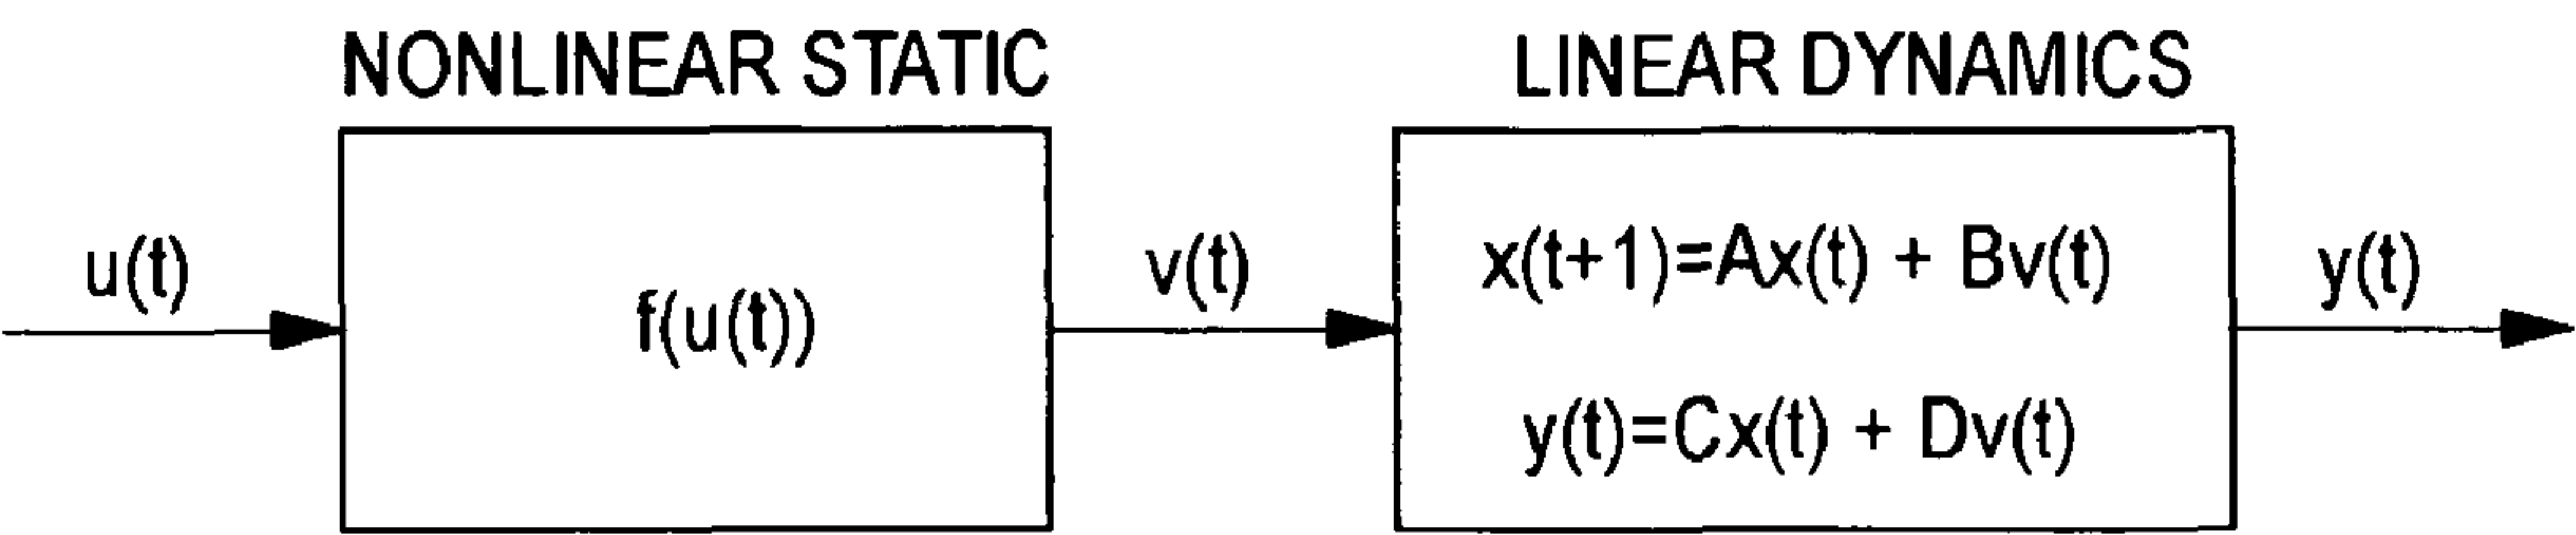 NONLINEAR STATIC
LINEAR DYNAMICS
u(t)
f(u(t))
v(t)
x(t+1)=Ax(t) + Bv(t)
y(t)=Cx(t) + Dv(t)
y(t)